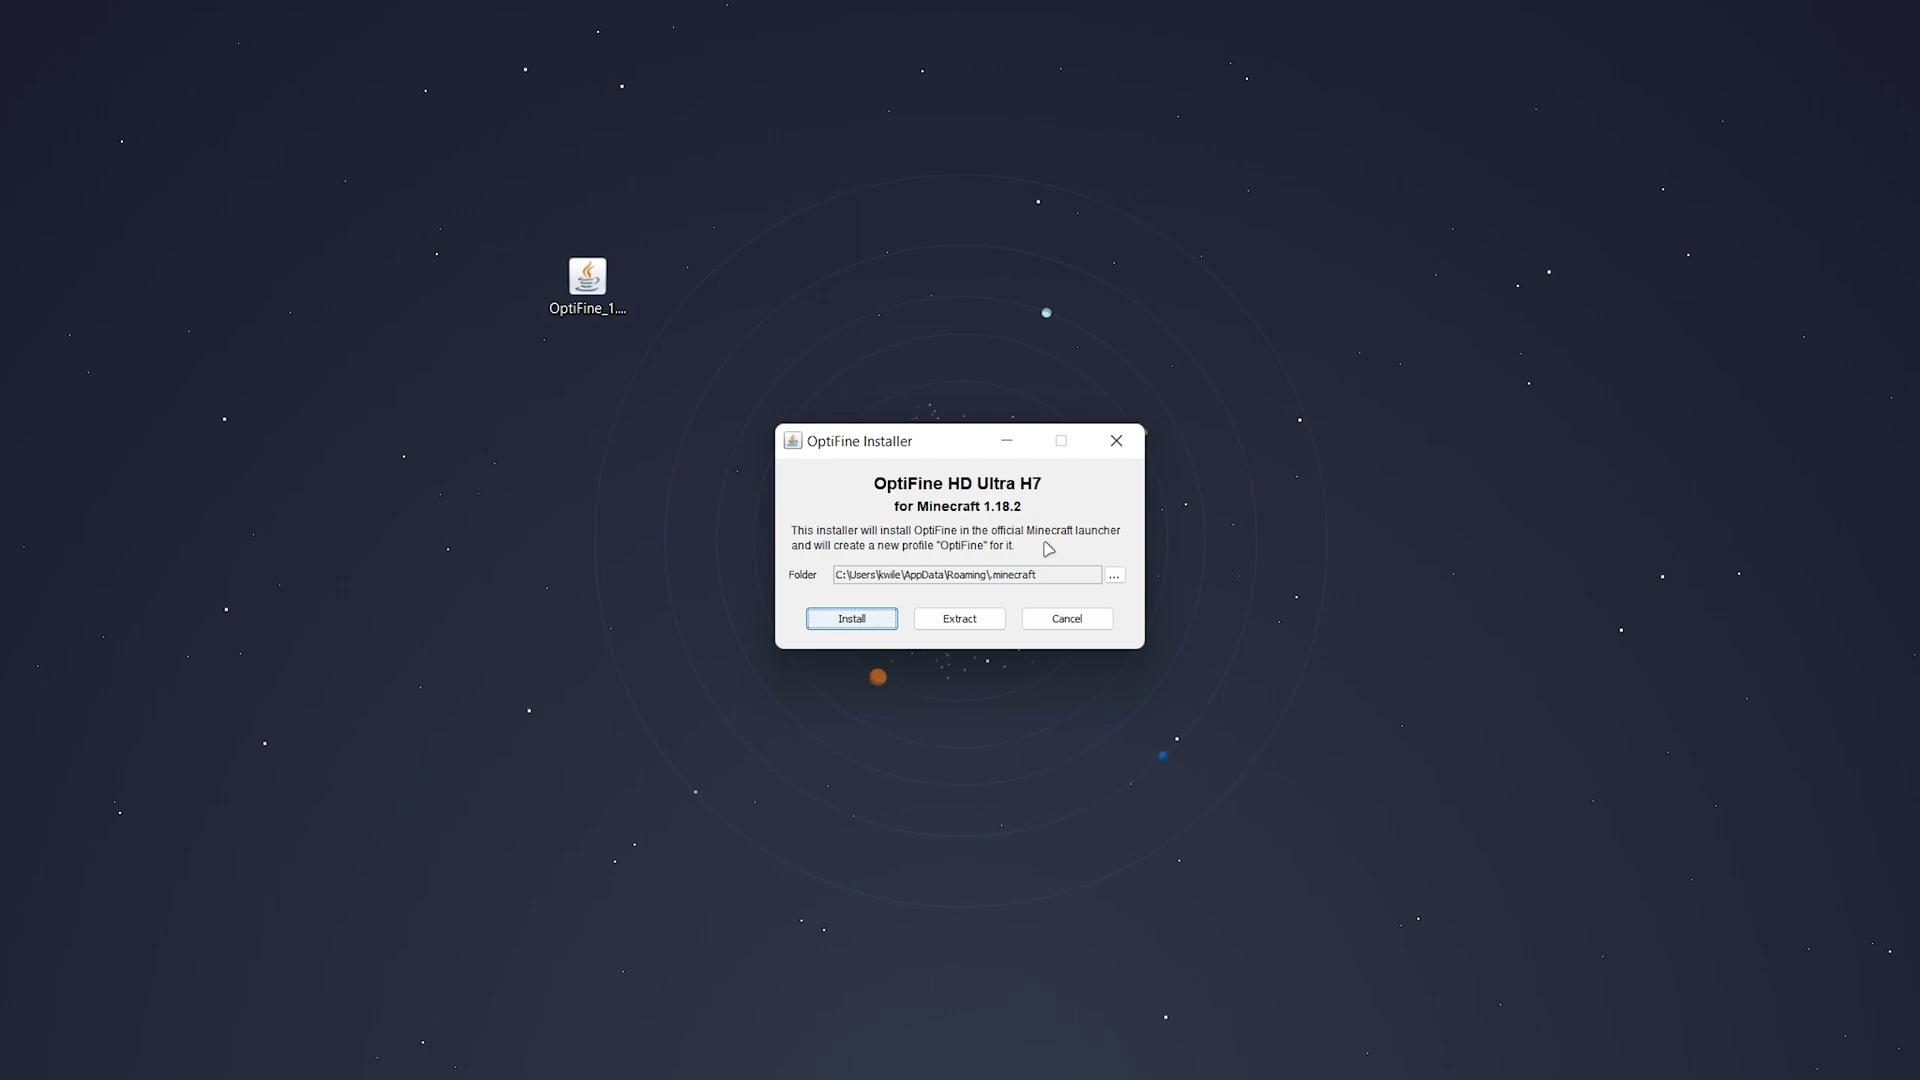 OptiFine_1....
OptiFine Installer
OptiFine HD Ultra H7
for Minecraft 1.18.2
This installer will install OptiFine in the official Minecraft launcher
and will create a new profile "OptiFine" for it.
Folder C:\Users\kwile\AppData\Roaming\.minecraft ...
Install Extract Cancel